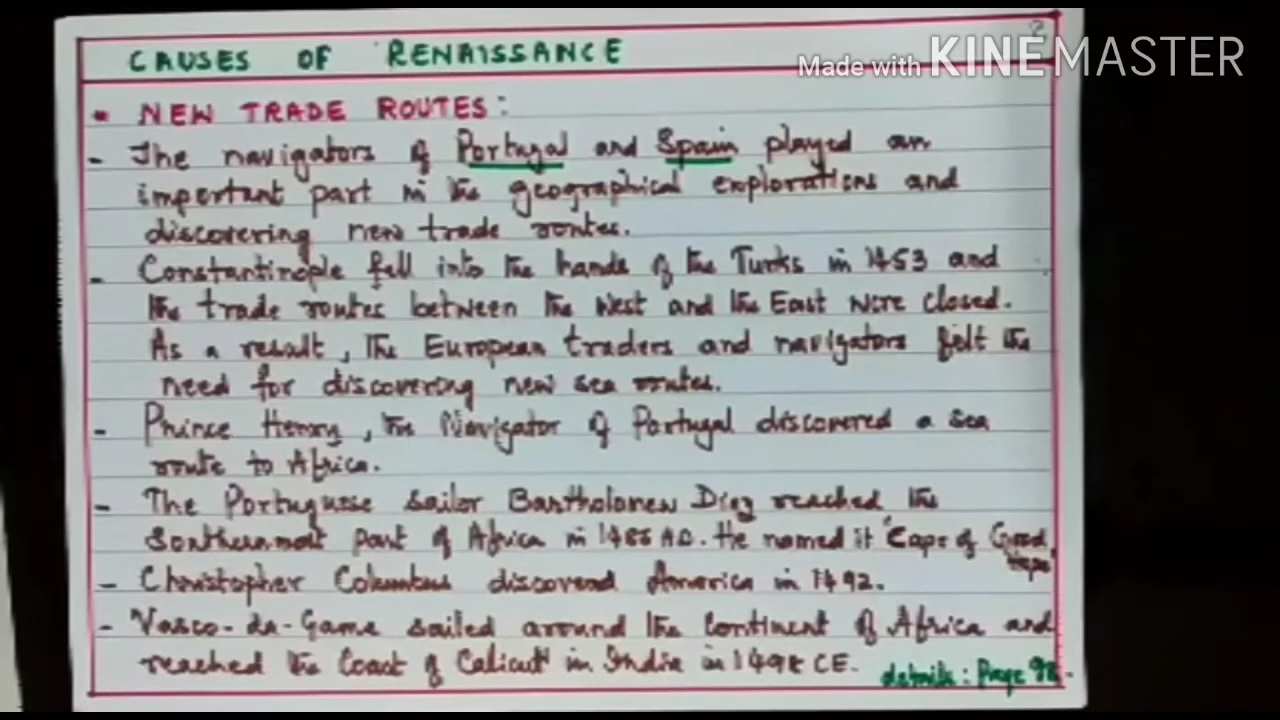 2
CAUSES OF RENAISSANCE
Made with KINEMASTER
• NEW TRADE ROUTES:
- The navigators of Portugal and Spain played an
important part in the geographical explorations and
discovering new trade routes.
- Constantinople fell into the hands of the Turks in 1453 and
the trade routes between the West and the East were closed.
As a result, the European traders and navigators felt the
need for discovering new sea routes.
- Prince Henry, the Navigator of Portugal discovered a sea
route to Africa.
- The Portuguese sailor Bartholomew Diaz reached the
Southernmost part of Africa in AD. He named it 'Cape of Good
Hope
- Christopher Columbus discovered America in 1492.
- Vasco-da-Gama sailed around the Continent of Africa and
reached the Coast of Calicut in India in 1498 CE.
details: Page